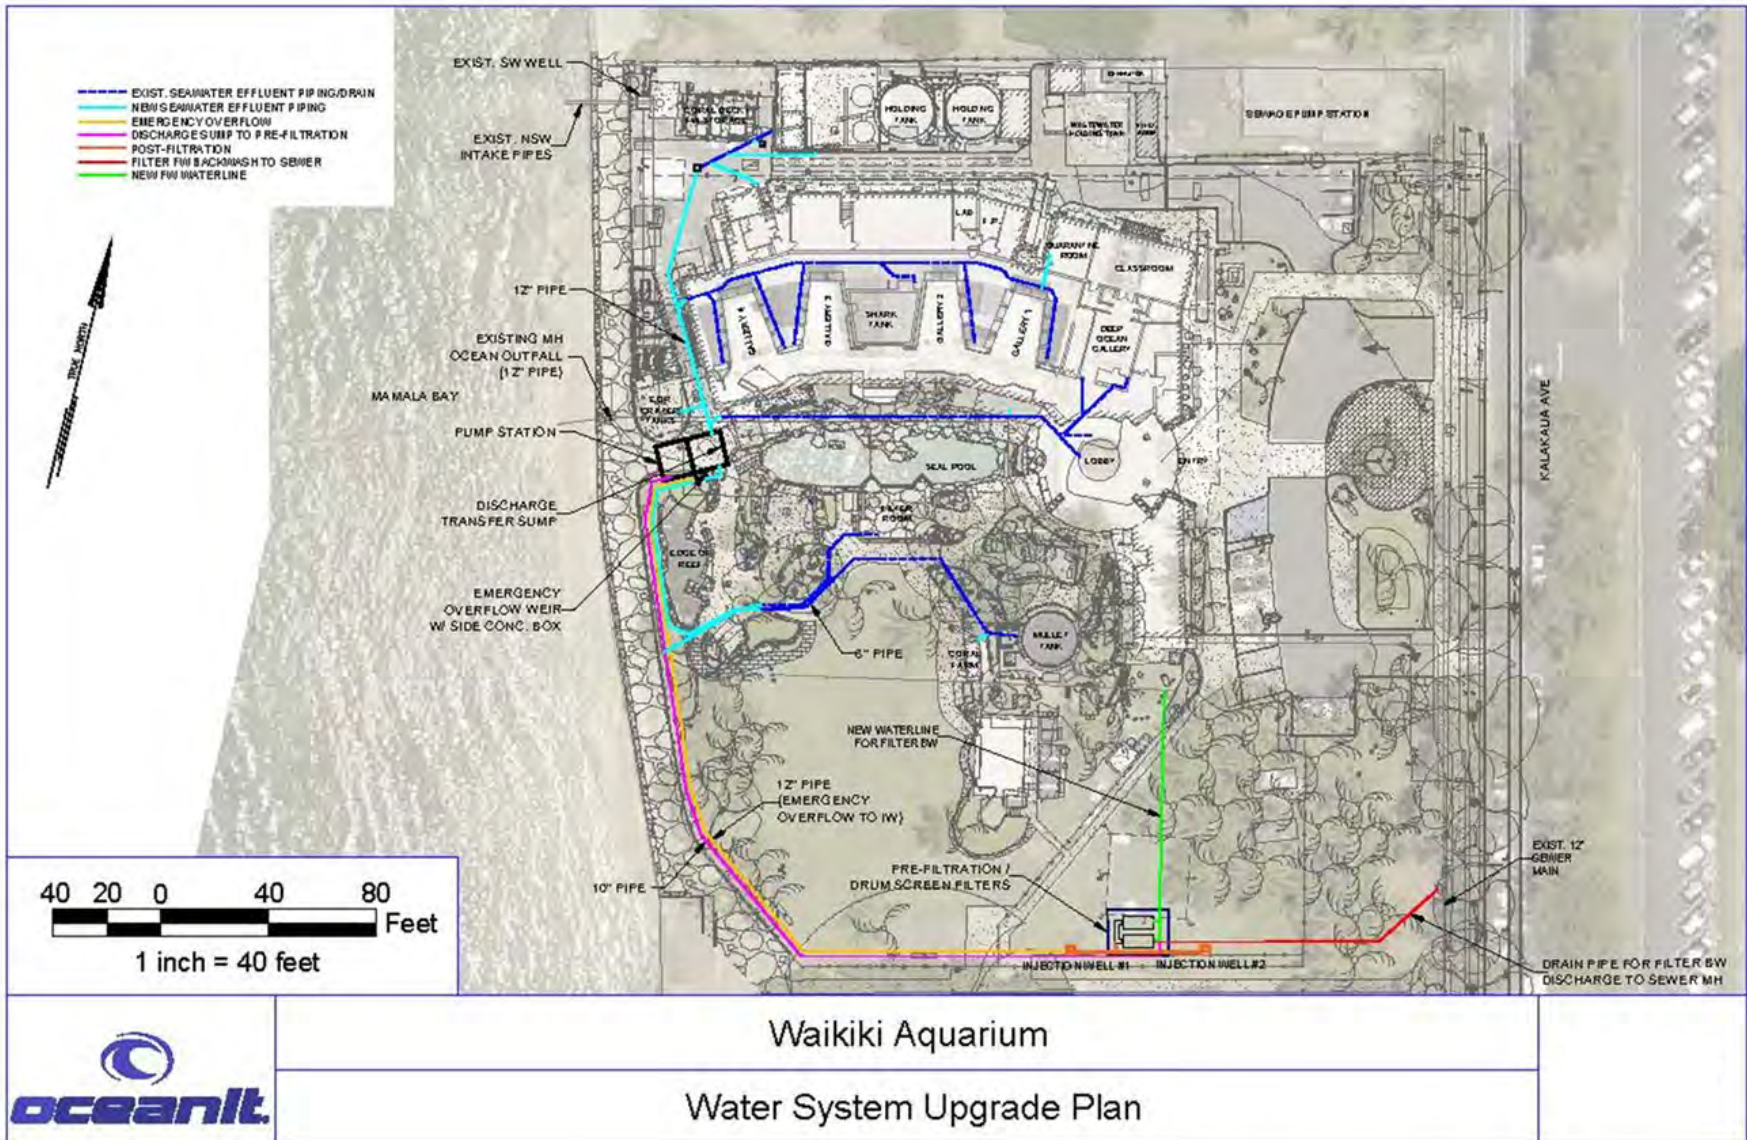 EXIST. SEAWATER EFFLUENT PIPING/DRAIN
NEW SEAWATER EFFLUENT PIPING
EMERGENCY OVERFLOW
DISCHARGE SUMP TO PRE-FILTRATION
POST-FILTRATION
FILTER FW BACKWASH TO SEWER
NEW FW WATERLINE
EXIST. SW WELL
EXIST. NSW
INTAKE PIPES
HOLDING
TANK
HOLDING
TANK
SEWAGE PUMP STATION
TRUE NORTH
LAB
QUARANTINE
ROOM
CLASSROOM
12" PIPE
GALLERY 4
GALLERY 3
SHARK
TANK
GALLERY 2
GALLERY 1
DEEP
OCEAN
GALLERY
EXISTING MH
OCEAN OUTFALL
(12" PIPE)
MAMALA BAY
KALAKAUA AVE
PUMP STATION
SEAL POOL
LOBBY
ENTRY
DISCHARGE
TRANSFER SUMP
EDGE OF
REEF
EMERGENCY
OVERFLOW WEIR
W/ SIDE CONC. BOX
6" PIPE
CORAL
FARM
MULLET
TANK
NEW WATERLINE
FOR FILTER BW
12" PIPE
(EMERGENCY
OVERFLOW TO IW)
10" PIPE
PRE-FILTRATION /
DRUM SCREEN FILTERS
EXIST. 12"
SEWER
MAIN
INJECTION WELL #1
INJECTION WELL #2
DRAIN PIPE FOR FILTER BW
DISCHARGE TO SEWER MH
40 20 0 40 80
Feet
1 inch = 40 feet
oceanit.
Waikiki Aquarium
Water System Upgrade Plan